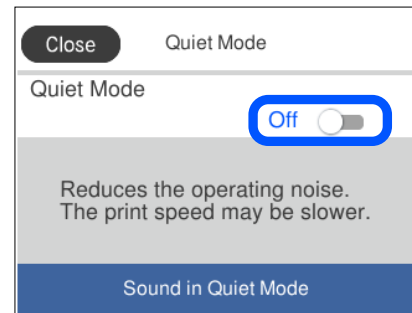 Close Quiet Mode
Quiet Mode
Off
Reduces the operating noise.
The print speed may be slower.
Sound in Quiet Mode